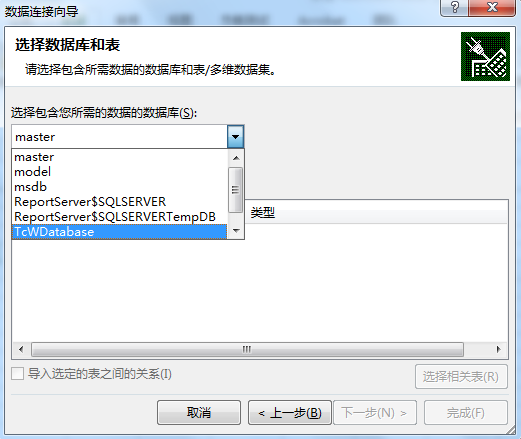 数据连接向导
选择数据库和表
请选择包含所需数据的数据库和表/多维数据集。
选择包含您所需的数据的数据库(S):
master
master
model
msdb
ReportServer$SQLSERVER
ReportServer$SQLSERVERTempDB
TcWDatabase
类型
导入选定的表之间的关系(I)
选择相关表(R)
取消
< 上一步(B)
下一步(N) >
完成(F)